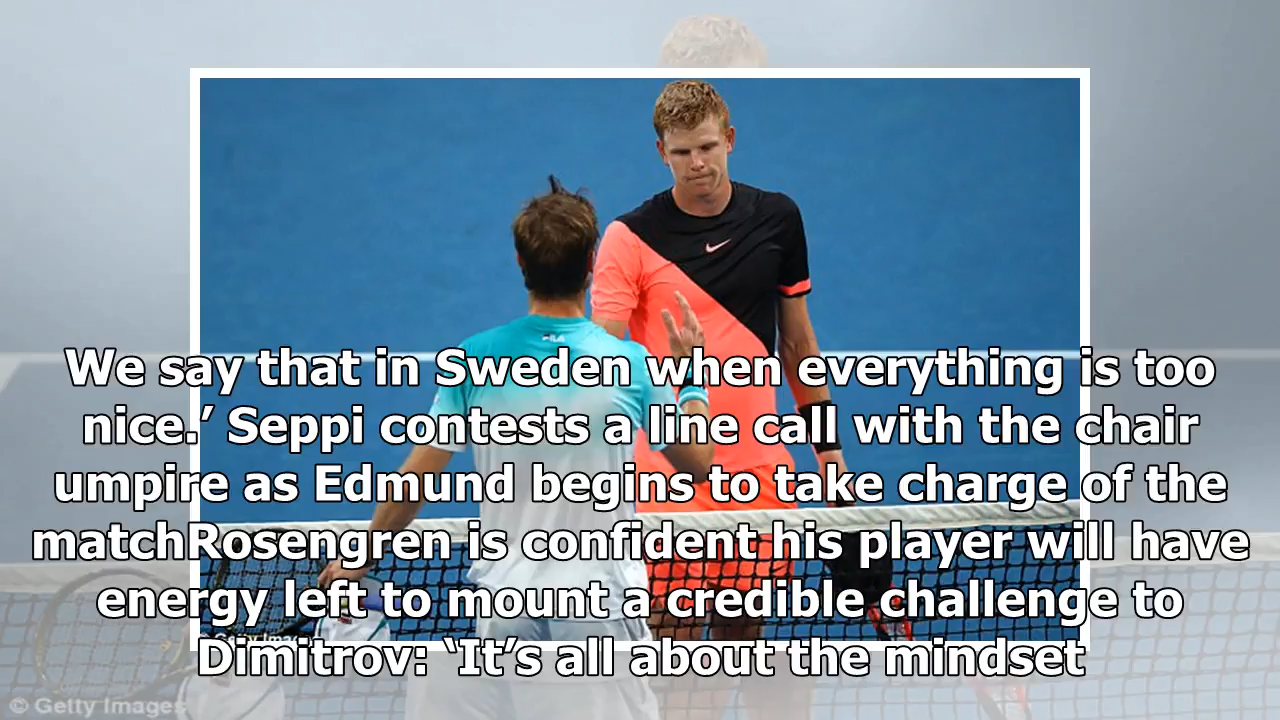 We say that in Sweden when everything is too
nice.’ Seppi contests a line call with the chair
umpire as Edmund begins to take charge of the
matchRosengren is confident his player will have
energy left to mount a credible challenge to
Dimitrov: ‘It’s all about the mindset
FILA
© Getty Images